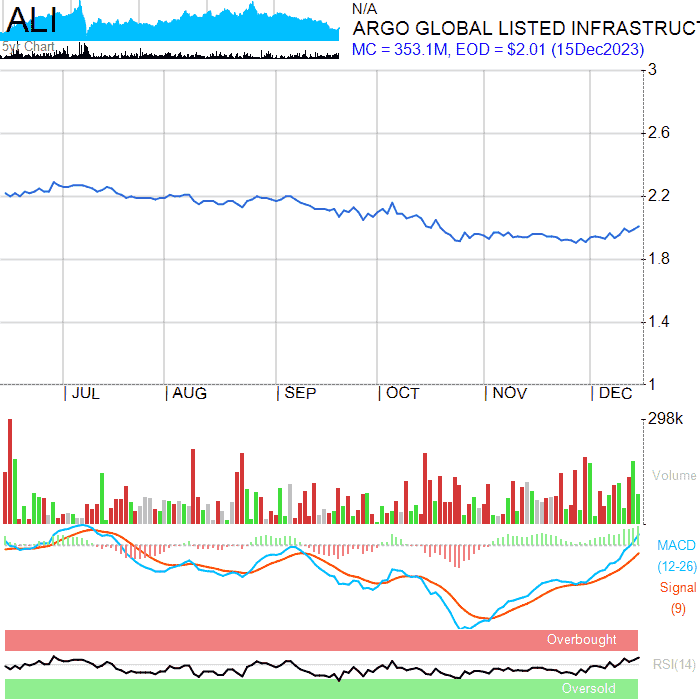 ALI
5yr Chart
N/A
ARGO GLOBAL LISTED INFRASTRUCT
MC = 353.1M, EOD = $2.01 (15Dec2023)
3
2.6
2.2
1.8
1.4
1
JUL AUG SEP OCT NOV DEC
298k
Volume
MACD
(12-26)
Signal
(9)
Overbought
RSI(14)
Oversold